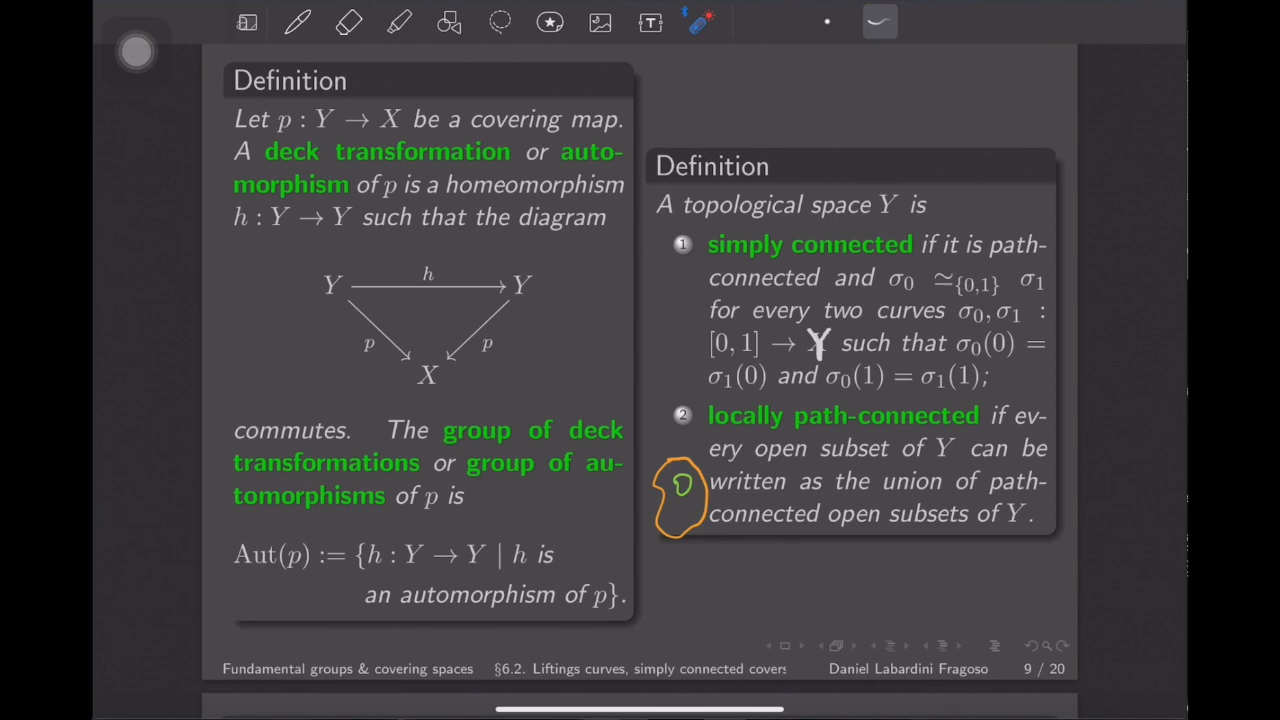 Definition
Let p : Y → X be a covering map.
A deck transformation or auto-
morphism of p is a homeomorphism
h : Y → Y such that the diagram
Y h Y
p p
X
commutes. The group of deck
transformations or group of au-
tomorphisms of p is
Aut(p) := {h : Y → Y | h is
an automorphism of p}.
Definition
A topological space Y is
1 simply connected if it is path-
connected and σ₀ ≃_{0,1} σ₁
for every two curves σ₀, σ₁ :
[0, 1] → Y such that σ₀(0) =
σ₁(0) and σ₀(1) = σ₁(1);
2 locally path-connected if ev-
ery open subset of Y can be
written as the union of path-
connected open subsets of Y.
Fundamental groups & covering spaces §6.2. Liftings curves, simply connected covers Daniel Labardini Fragoso 9 / 20